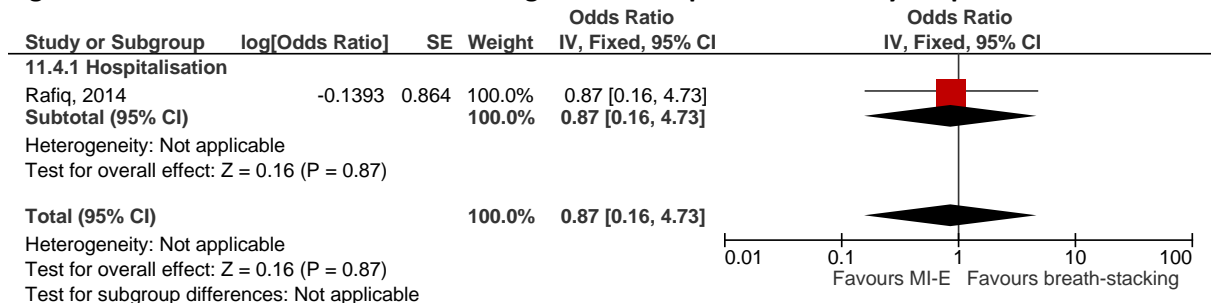 Odds Ratio Odds Ratio
Study or Subgroup log[Odds Ratio] SE Weight IV, Fixed, 95% CI IV, Fixed, 95% CI
11.4.1 Hospitalisation
Rafiq, 2014 -0.1393 0.864 100.0% 0.87 [0.16, 4.73]
Subtotal (95% CI) 100.0% 0.87 [0.16, 4.73]
Heterogeneity: Not applicable
Test for overall effect: Z = 0.16 (P = 0.87)
Total (95% CI) 100.0% 0.87 [0.16, 4.73]
Heterogeneity: Not applicable
Test for overall effect: Z = 0.16 (P = 0.87)
Test for subgroup differences: Not applicable
0.01 0.1 1 10 100
Favours MI-E Favours breath-stacking